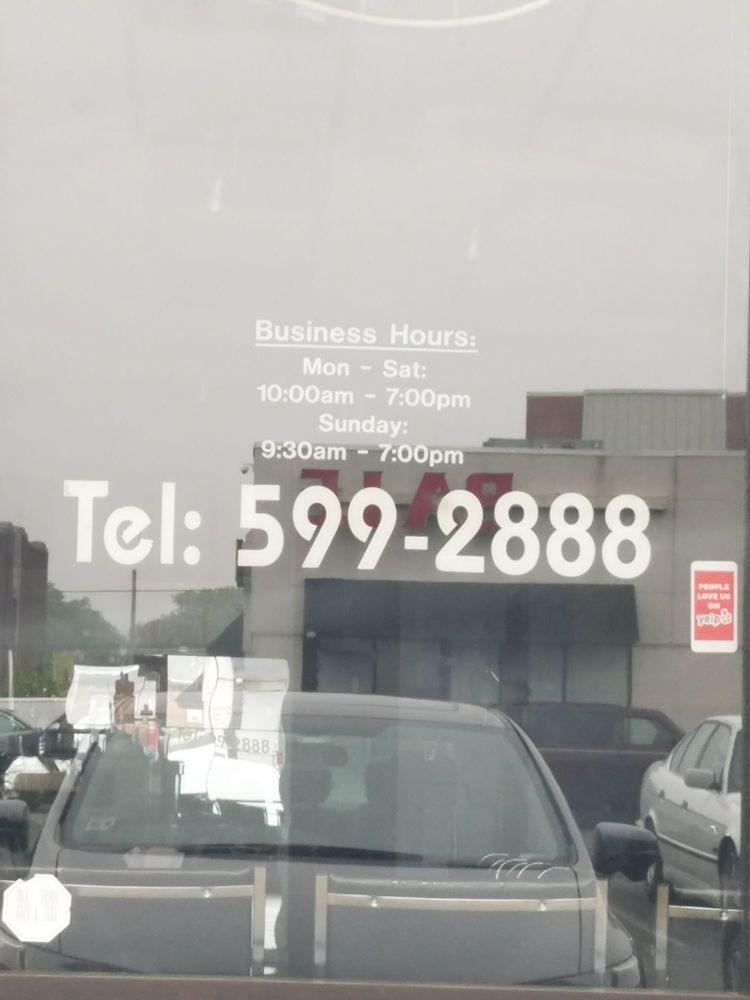 Business Hours:
Mon - Sat:
10:00am - 7:00pm
Sunday:
9:30am - 7:00pm
Tel: 599-2888
PEOPLE
LOVE US
ON
yelp